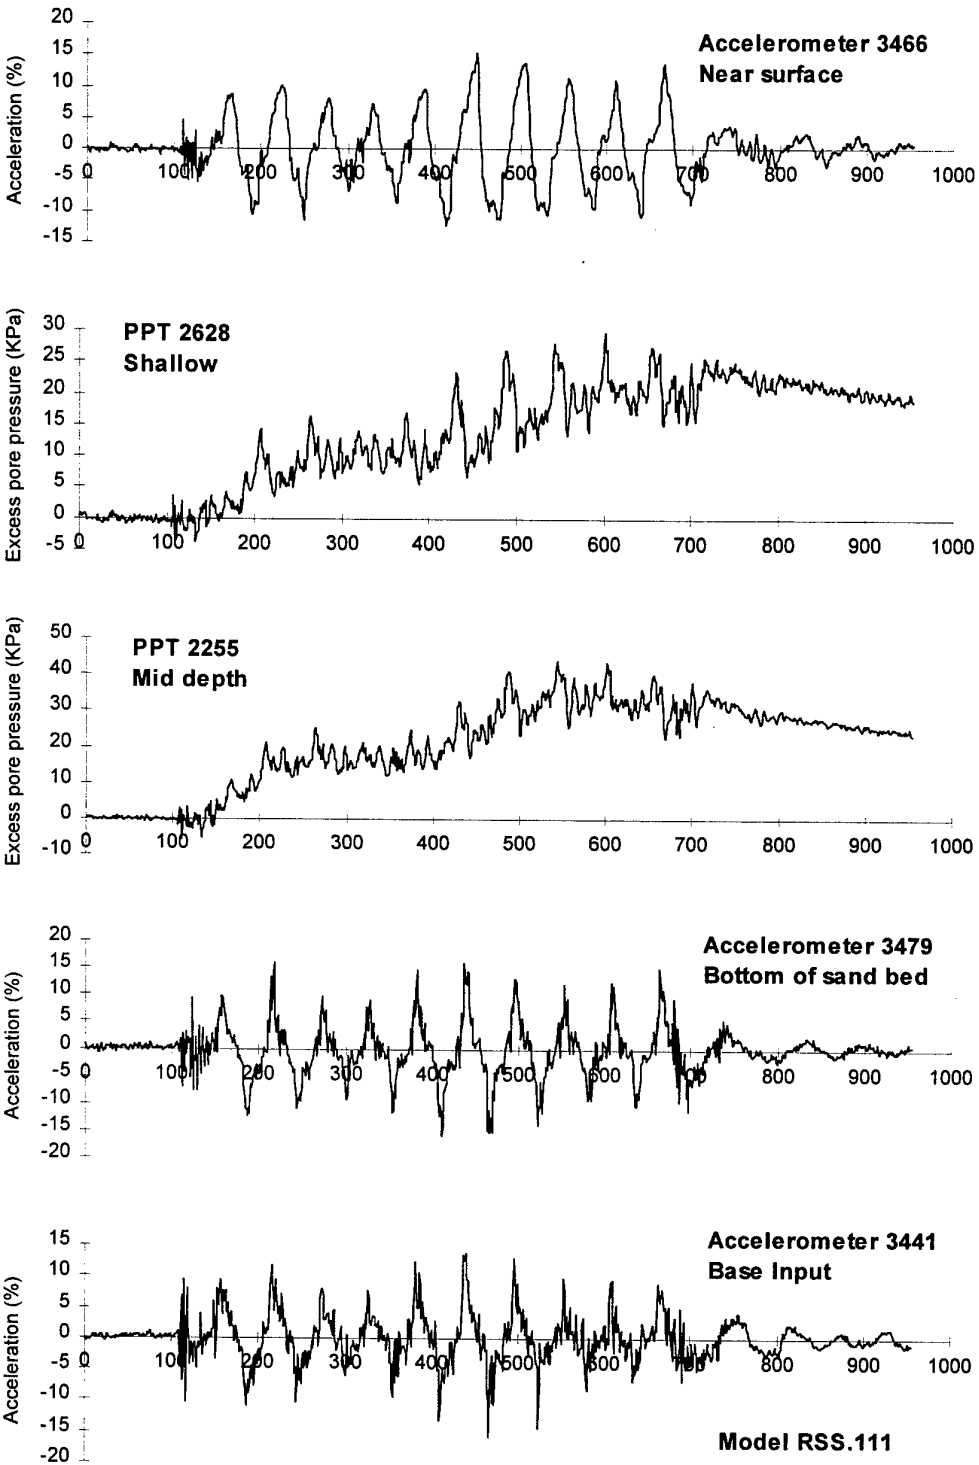 20
15
10
5
0
-5
-10
-15
Acceleration (%)
Accelerometer 3466
Near surface
0 100 200 300 400 500 600 700 800 900 1000
30
25
20
15
10
5
0
-5
Excess pore pressure (KPa)
PPT 2628
Shallow
0 100 200 300 400 500 600 700 800 900 1000
50
40
30
20
10
0
-10
Excess pore pressure (KPa)
PPT 2255
Mid depth
0 100 200 300 400 500 600 700 800 900 1000
20
15
10
5
0
-5
-10
-15
-20
Acceleration (%)
Accelerometer 3479
Bottom of sand bed
0 100 200 300 400 500 600 700 800 900 1000
15
10
5
0
-5
-10
-15
-20
Acceleration (%)
Accelerometer 3441
Base Input
0 100 200 300 400 500 600 700 800 900 1000
Model RSS.111